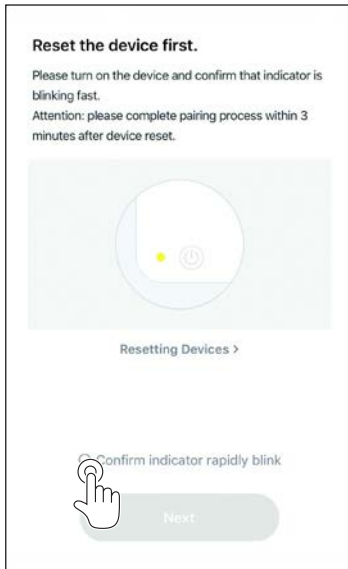 Reset the device first.
Please turn on the device and confirm that indicator is
blinking fast.
Attention: please complete pairing process within 3
minutes after device reset.
Resetting Devices >
Confirm indicator rapidly blink
Next